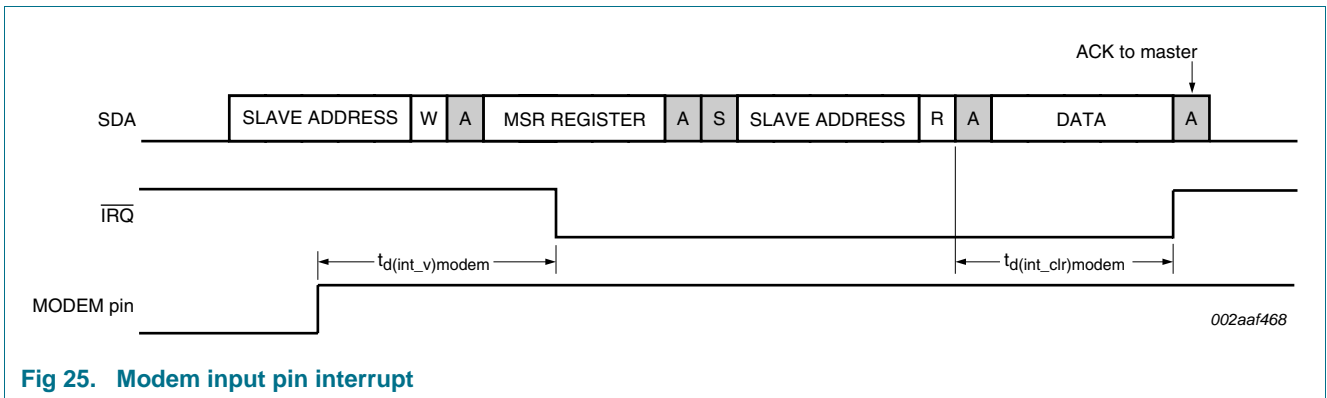 ACK to master
SDA SLAVE ADDRESS W A MSR REGISTER A S SLAVE ADDRESS R A DATA A
IRQ
td(int_v)modem td(int_clr)modem
MODEM pin
002aaf468
Fig 25. Modem input pin interrupt